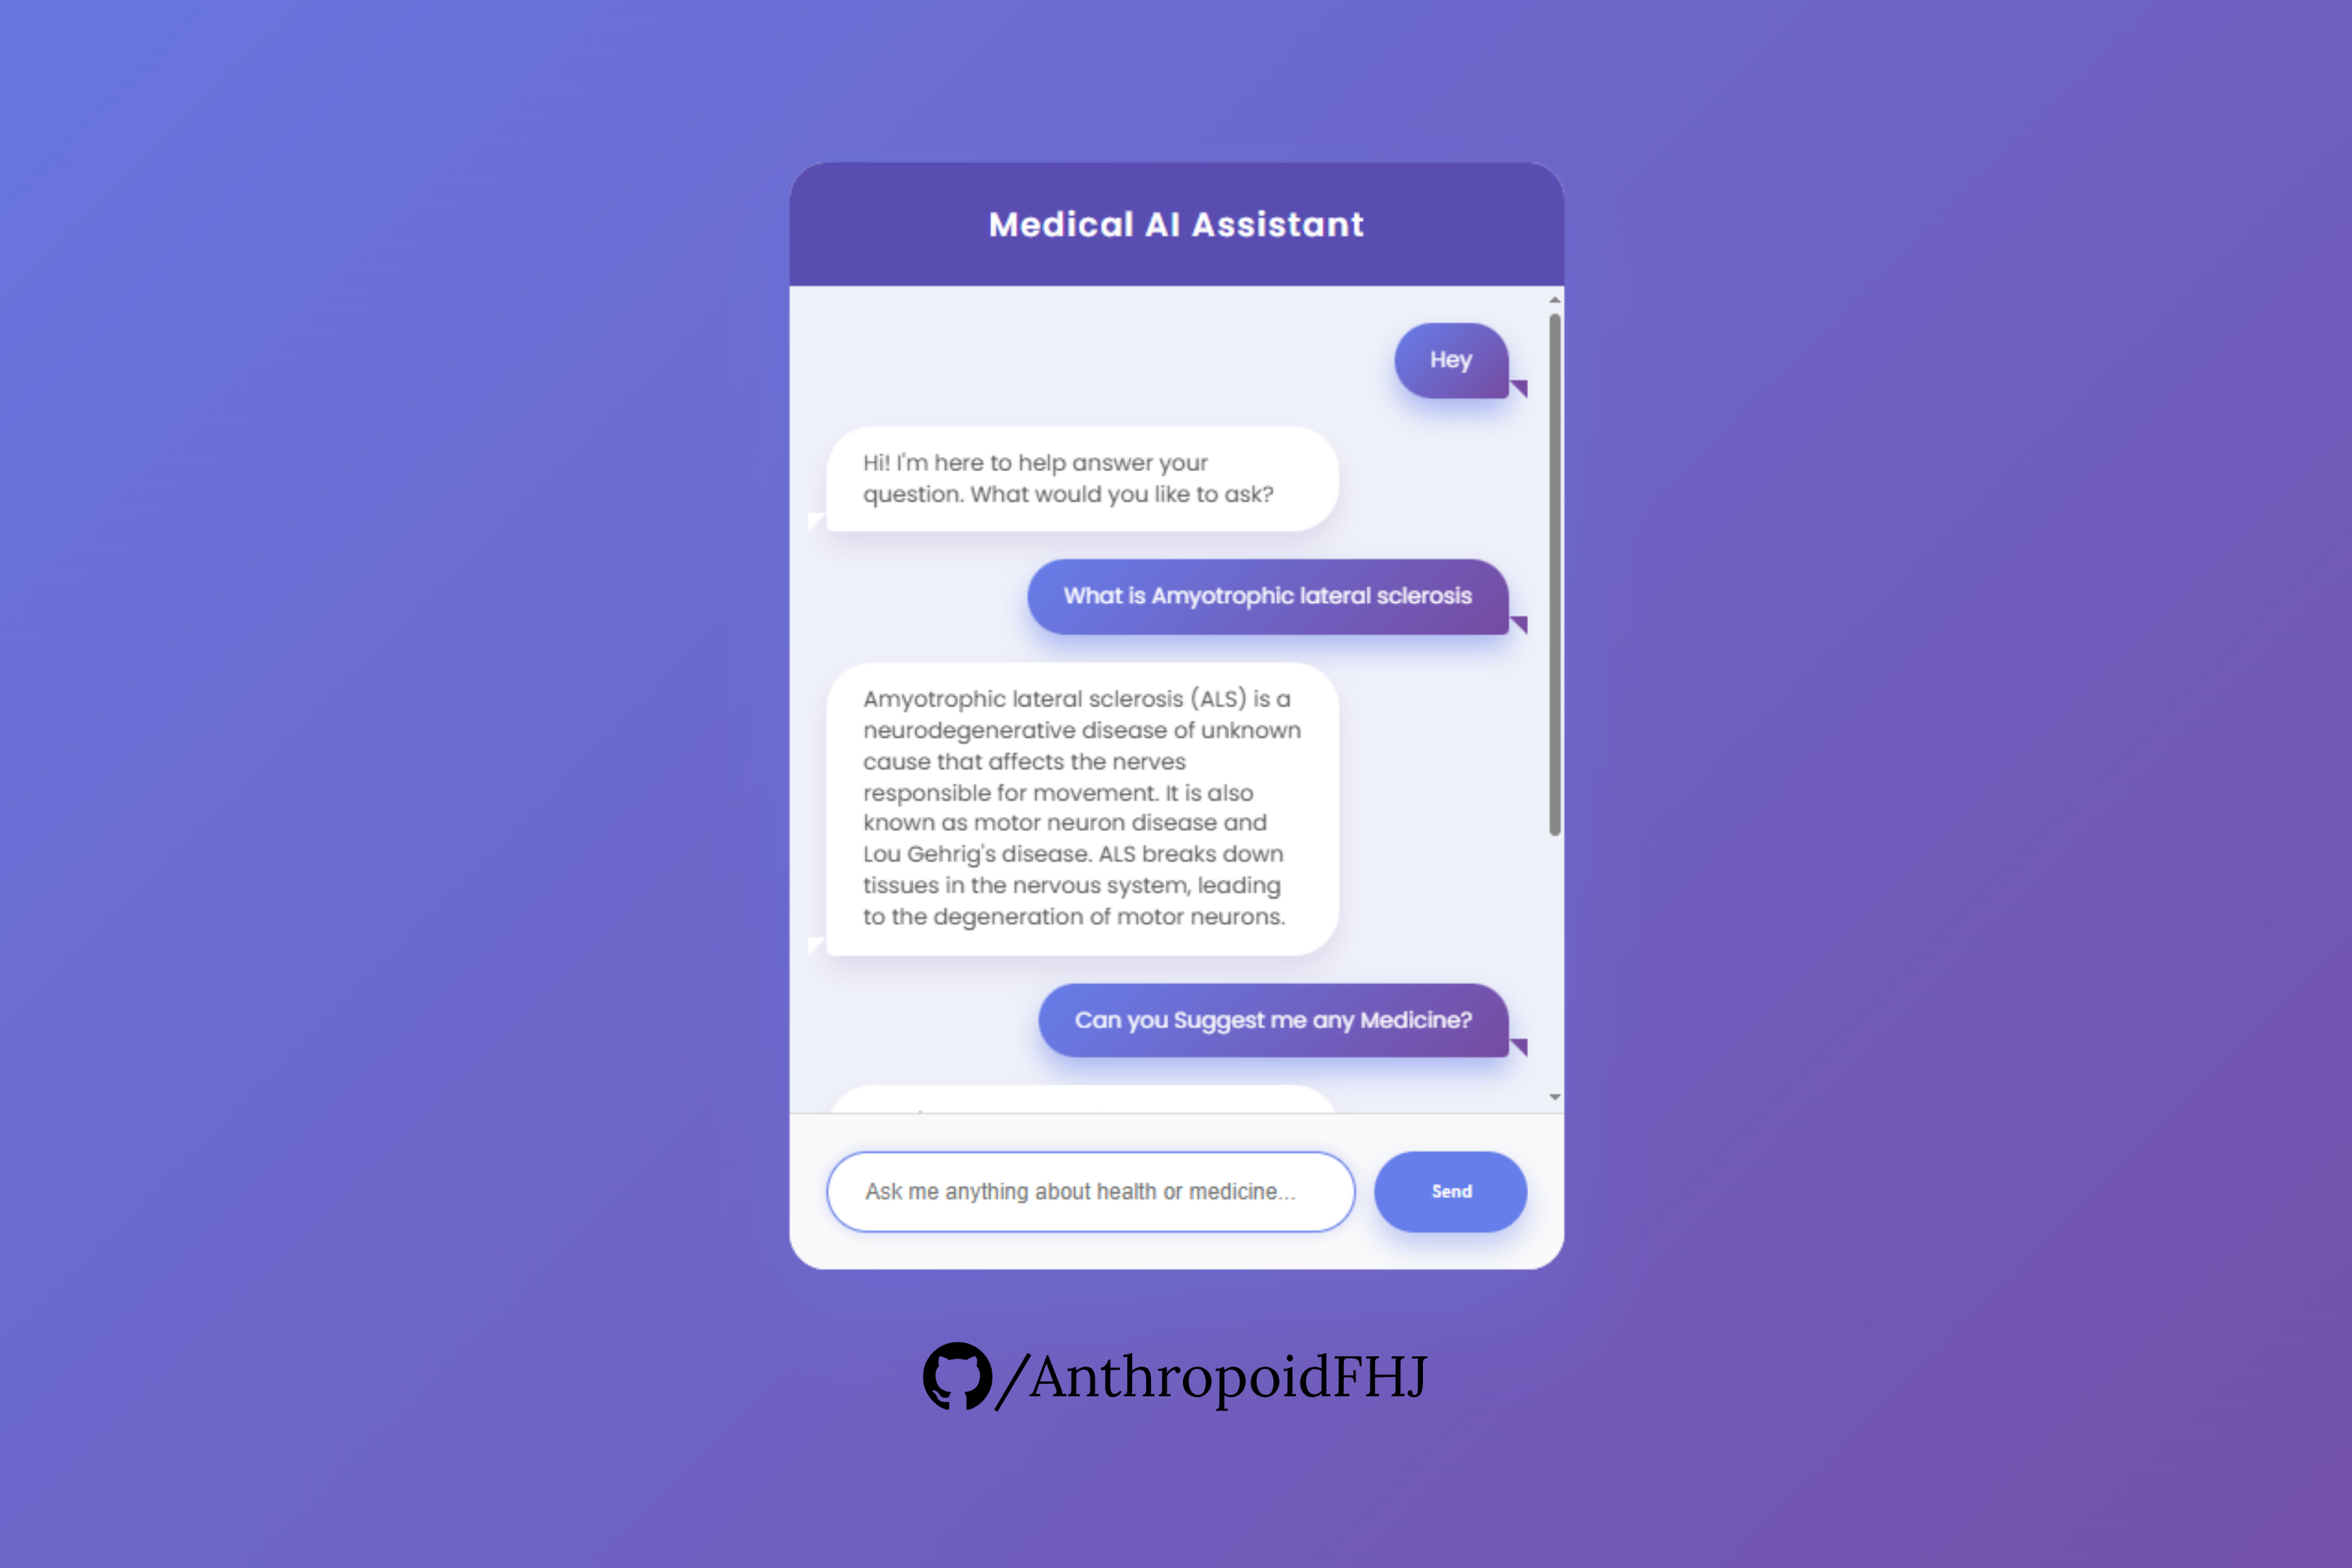 Medical AI Assistant
Hey
Hi! I'm here to help answer your
question. What would you like to ask?
What is Amyotrophic lateral sclerosis
Amyotrophic lateral sclerosis (ALS) is a
neurodegenerative disease of unknown
cause that affects the nerves
responsible for movement. It is also
known as motor neuron disease and
Lou Gehrig's disease. ALS breaks down
tissues in the nervous system, leading
to the degeneration of motor neurons.
Can you Suggest me any Medicine?
Ask me anything about health or medicine...
Send
/AnthropoidFHJ